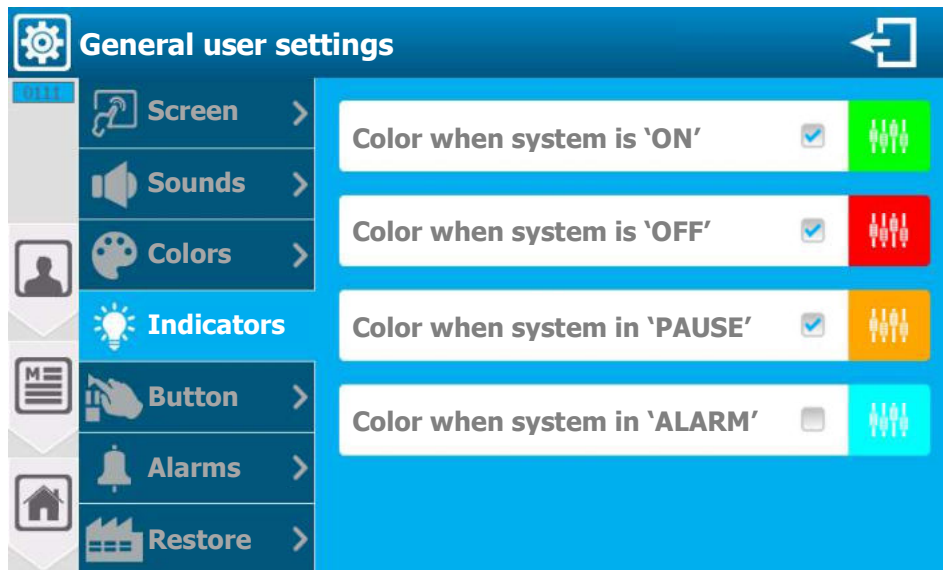 General user settings
0111
Screen
Sounds
Colors
Indicators
Button
Alarms
Restore
M
Color when system is ‘ON’
Color when system is ‘OFF’
Color when system in ‘PAUSE’
Color when system in ‘ALARM’